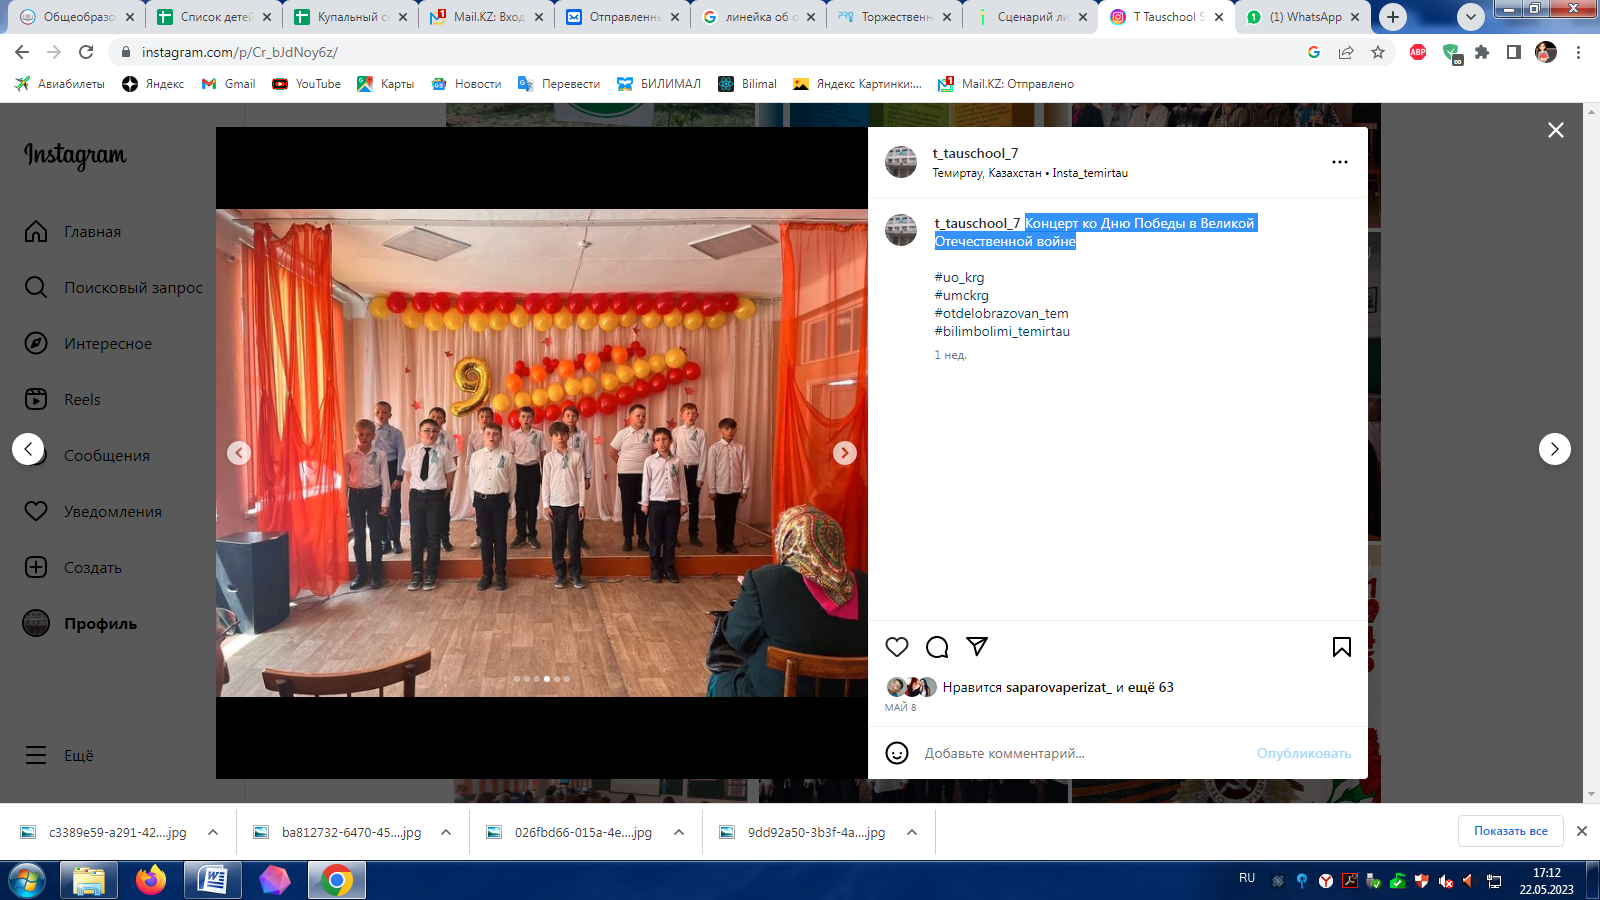 Общеобразо
Список детей
Купальный се
Mail.KZ: Вход
Отправленны
линейка об о
Торжественн
Сценарий ли
T Tauschool S
(1) WhatsApp
instagram.com/p/Cr_bJdNoy6z/
Авиабилеты
Яндекс
Gmail
YouTube
Карты
Новости
Перевести
БИЛИМАЛ
Bilimal
Яндекс Картинки:...
Mail.KZ: Отправлено
Instagram
Главная
Поисковый запрос
Интересное
Reels
Сообщения
Уведомления
Создать
Профиль
Ещё
9
t_tauschool_7
Темиртау, Казахстан • Insta_temirtau
t_tauschool_7 Концерт ко Дню Победы в Великой
Отечественной войне
#uo_krg
#umckrg
#otdelobrazovan_tem
#bilimbolimi_temirtau
1 нед.
Нравится saparovaperizat_ и ещё 63
МАЙ 8
Добавьте комментарий...
Опубликовать
c3389e59-a291-42....jpg
ba812732-6470-45....jpg
026fbd66-015a-4e....jpg
9dd92a50-3b3f-4a....jpg
Показать все
RU
17:12
22.05.2023